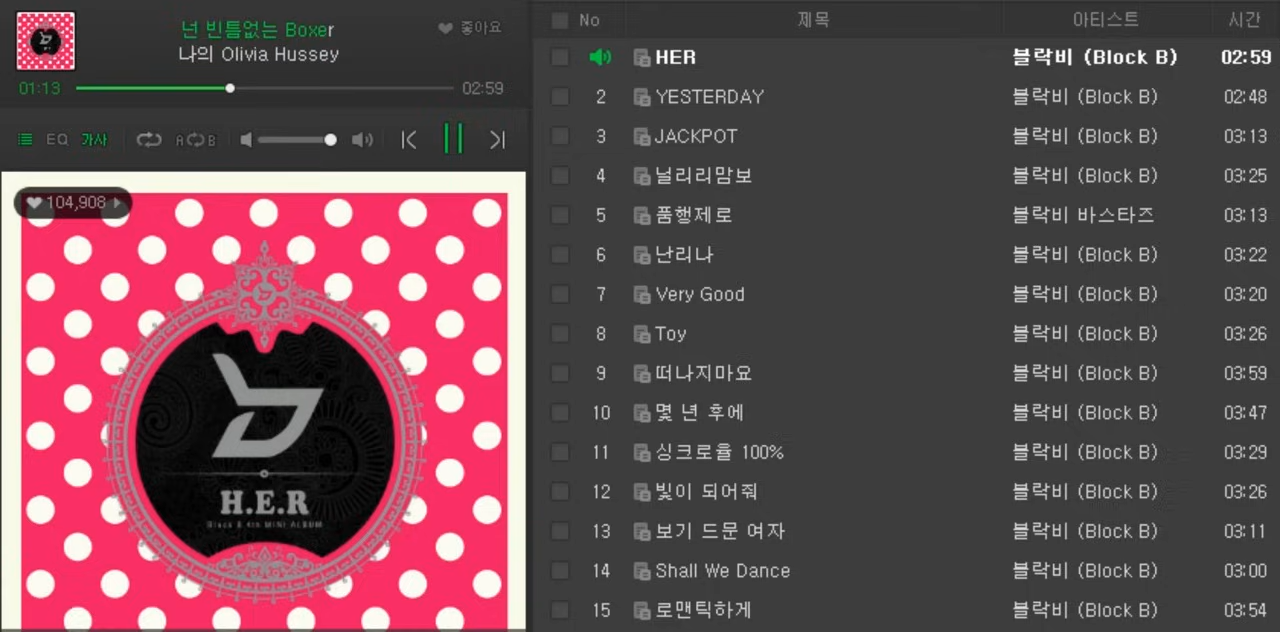 넌 빈틈없는 Boxer
나의 Olivia Hussey
좋아요
01:13 02:59
EQ 가사 A B
104,908
H.E.R
Block B 4th MINI ALBUM
No 제목 아티스트 시간
HER 블락비 (Block B) 02:59
2 YESTERDAY 블락비 (Block B) 02:48
3 JACKPOT 블락비 (Block B) 03:13
4 닐리리맘보 블락비 (Block B) 03:25
5 품행제로 블락비 바스타즈 03:13
6 난리나 블락비 (Block B) 03:22
7 Very Good 블락비 (Block B) 03:20
8 Toy 블락비 (Block B) 03:26
9 떠나지마요 블락비 (Block B) 03:59
10 몇 년 후에 블락비 (Block B) 03:47
11 싱크로율 100% 블락비 (Block B) 03:29
12 빛이 되어줘 블락비 (Block B) 03:26
13 보기 드문 여자 블락비 (Block B) 03:11
14 Shall We Dance 블락비 (Block B) 03:00
15 로맨틱하게 블락비 (Block B) 03:54